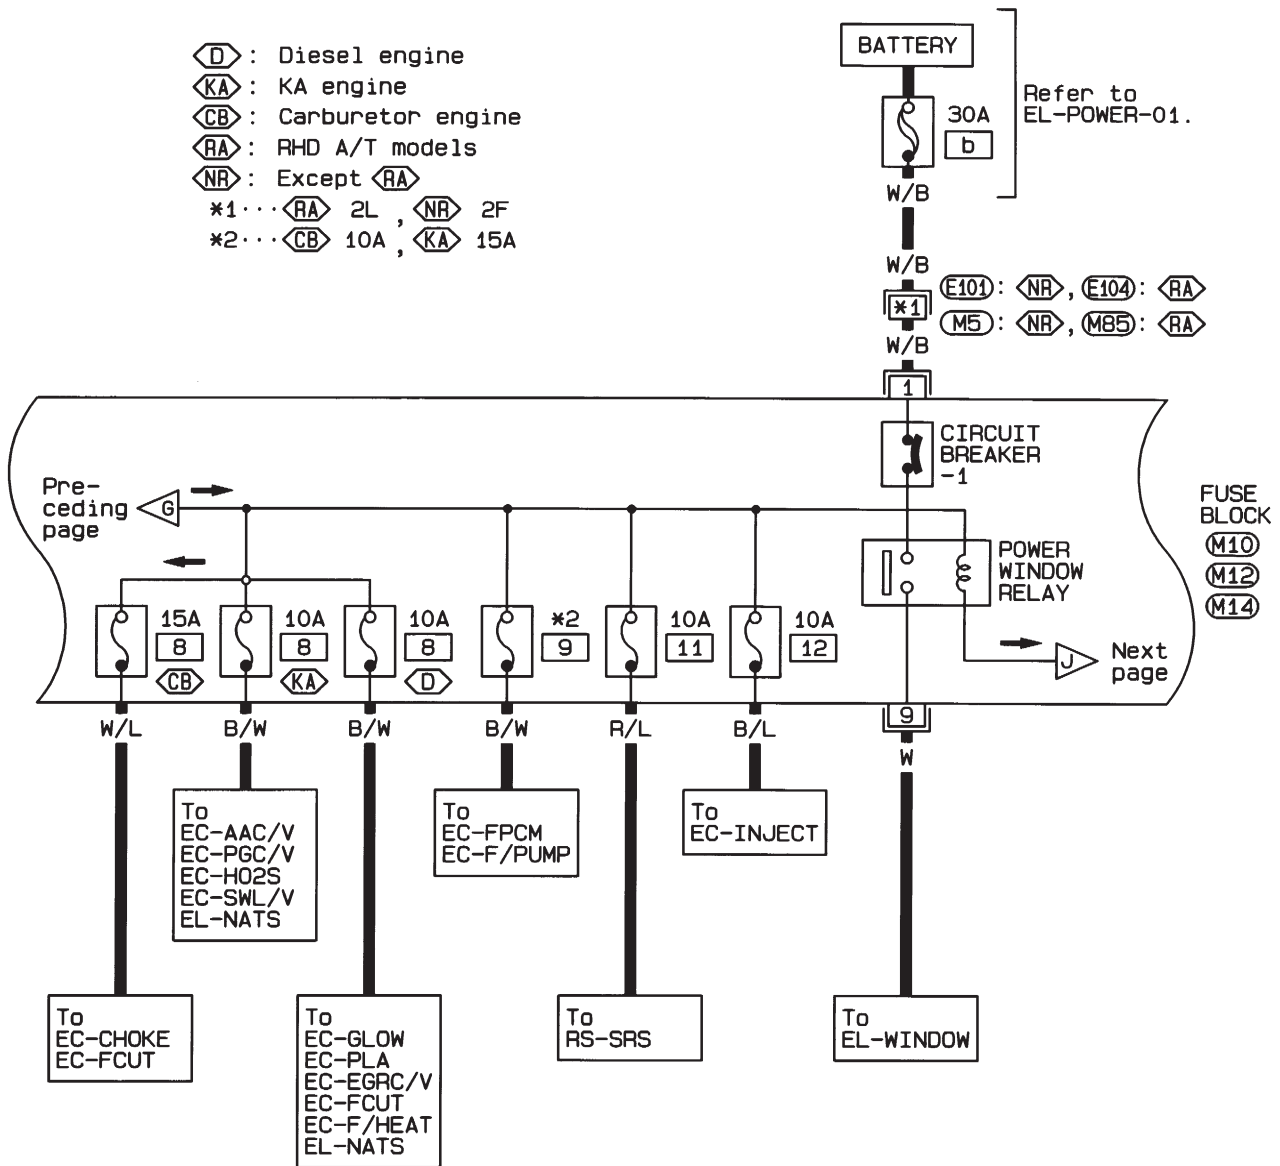 D : Diesel engine
KA : KA engine
CB : Carburetor engine
RA : RHD A/T models
NR : Except RA
*1··· RA 2L , NR 2F
*2··· CB 10A , KA 15A
BATTERY
30A
b
Refer to
EL-POWER-01.
W/B
W/B
*1
E101 : NR , E104 : RA
M5 : NR , M85 : RA
W/B
1
CIRCUIT
BREAKER
-1
Pre-
ceding
page
G
POWER
WINDOW
RELAY
FUSE
BLOCK
M10
M12
M14
15A
8
CB
10A
8
KA
10A
8
D
*2
9
10A
11
10A
12
J
Next
page
9
W/L
B/W
B/W
B/W
R/L
B/L
W
To
EC-AAC/V
EC-PGC/V
EC-HO2S
EC-SWL/V
EL-NATS
To
EC-FPCM
EC-F/PUMP
To
EC-INJECT
To
EC-CHOKE
EC-FCUT
To
EC-GLOW
EC-PLA
EC-EGRC/V
EC-FCUT
EC-F/HEAT
EL-NATS
To
RS-SRS
To
EL-WINDOW